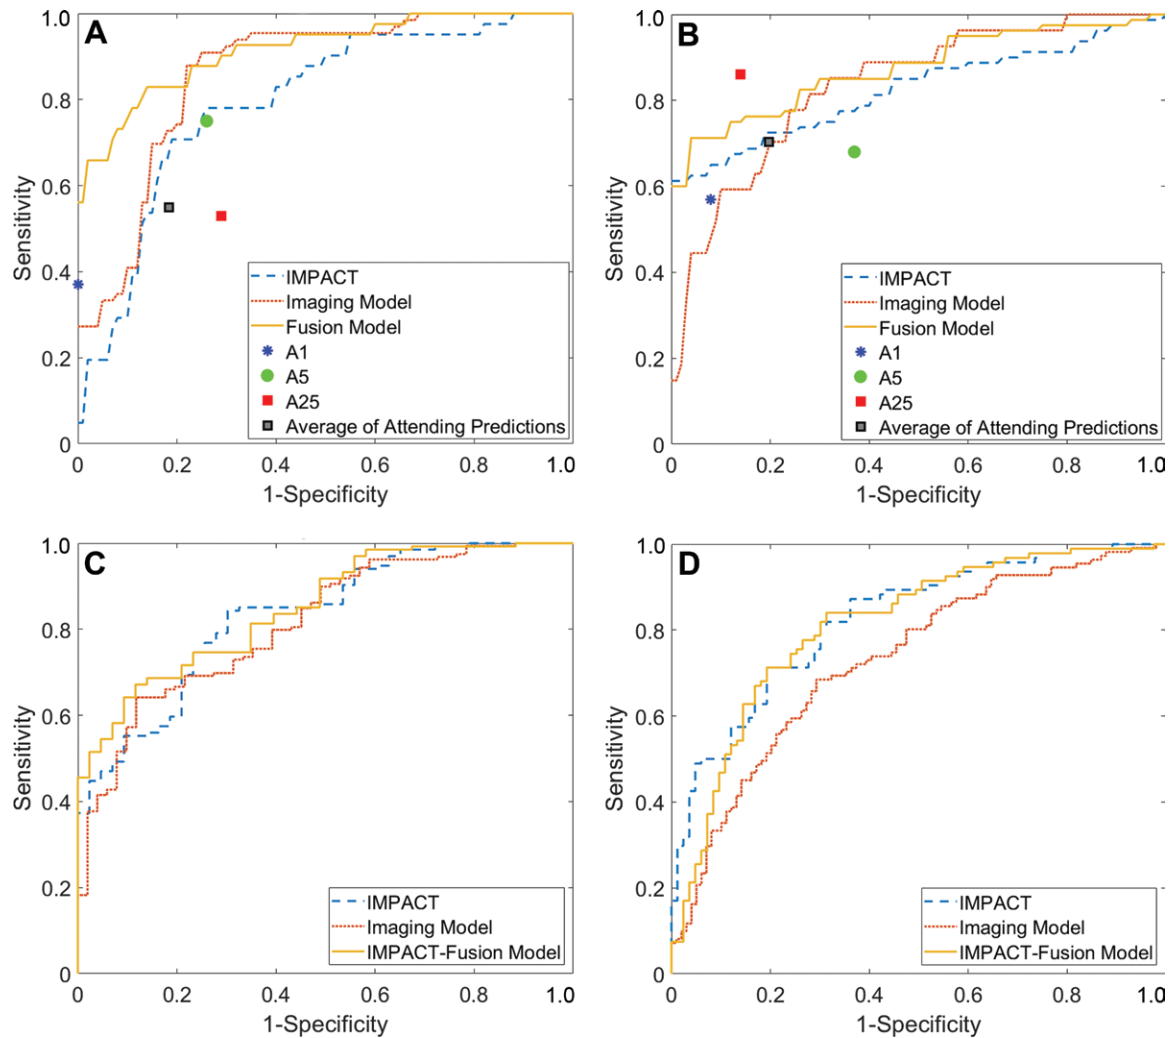 A
1.0
0.8
0.6
0.4
0.2
0
Sensitivity
IMPACT
Imaging Model
Fusion Model
A1
A5
A25
Average of Attending Predictions
0 0.2 0.4 0.6 0.8 1.0
1-Specificity
B
1.0
0.8
0.6
0.4
0.2
0
Sensitivity
IMPACT
Imaging Model
Fusion Model
A1
A5
A25
Average of Attending Predictions
0 0.2 0.4 0.6 0.8 1.0
1-Specificity
C
1.0
0.8
0.6
0.4
0.2
0
Sensitivity
IMPACT
Imaging Model
IMPACT-Fusion Model
0 0.2 0.4 0.6 0.8 1.0
1-Specificity
D
1.0
0.8
0.6
0.4
0.2
0
Sensitivity
IMPACT
Imaging Model
IMPACT-Fusion Model
0 0.2 0.4 0.6 0.8 1.0
1-Specificity